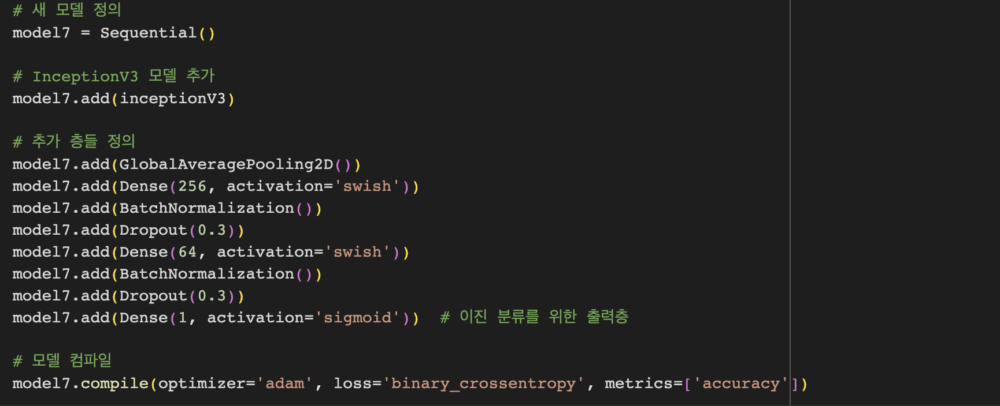 # 새 모델 정의
model7 = Sequential()
# InceptionV3 모델 추가
model7.add(inceptionV3)
# 추가 층들 정의
model7.add(GlobalAveragePooling2D())
model7.add(Dense(256, activation='swish'))
model7.add(BatchNormalization())
model7.add(Dropout(0.3))
model7.add(Dense(64, activation='swish'))
model7.add(BatchNormalization())
model7.add(Dropout(0.3))
model7.add(Dense(1, activation='sigmoid'))  # 이진 분류를 위한 출력층
# 모델 컴파일
model7.compile(optimizer='adam', loss='binary_crossentropy', metrics=['accuracy'])